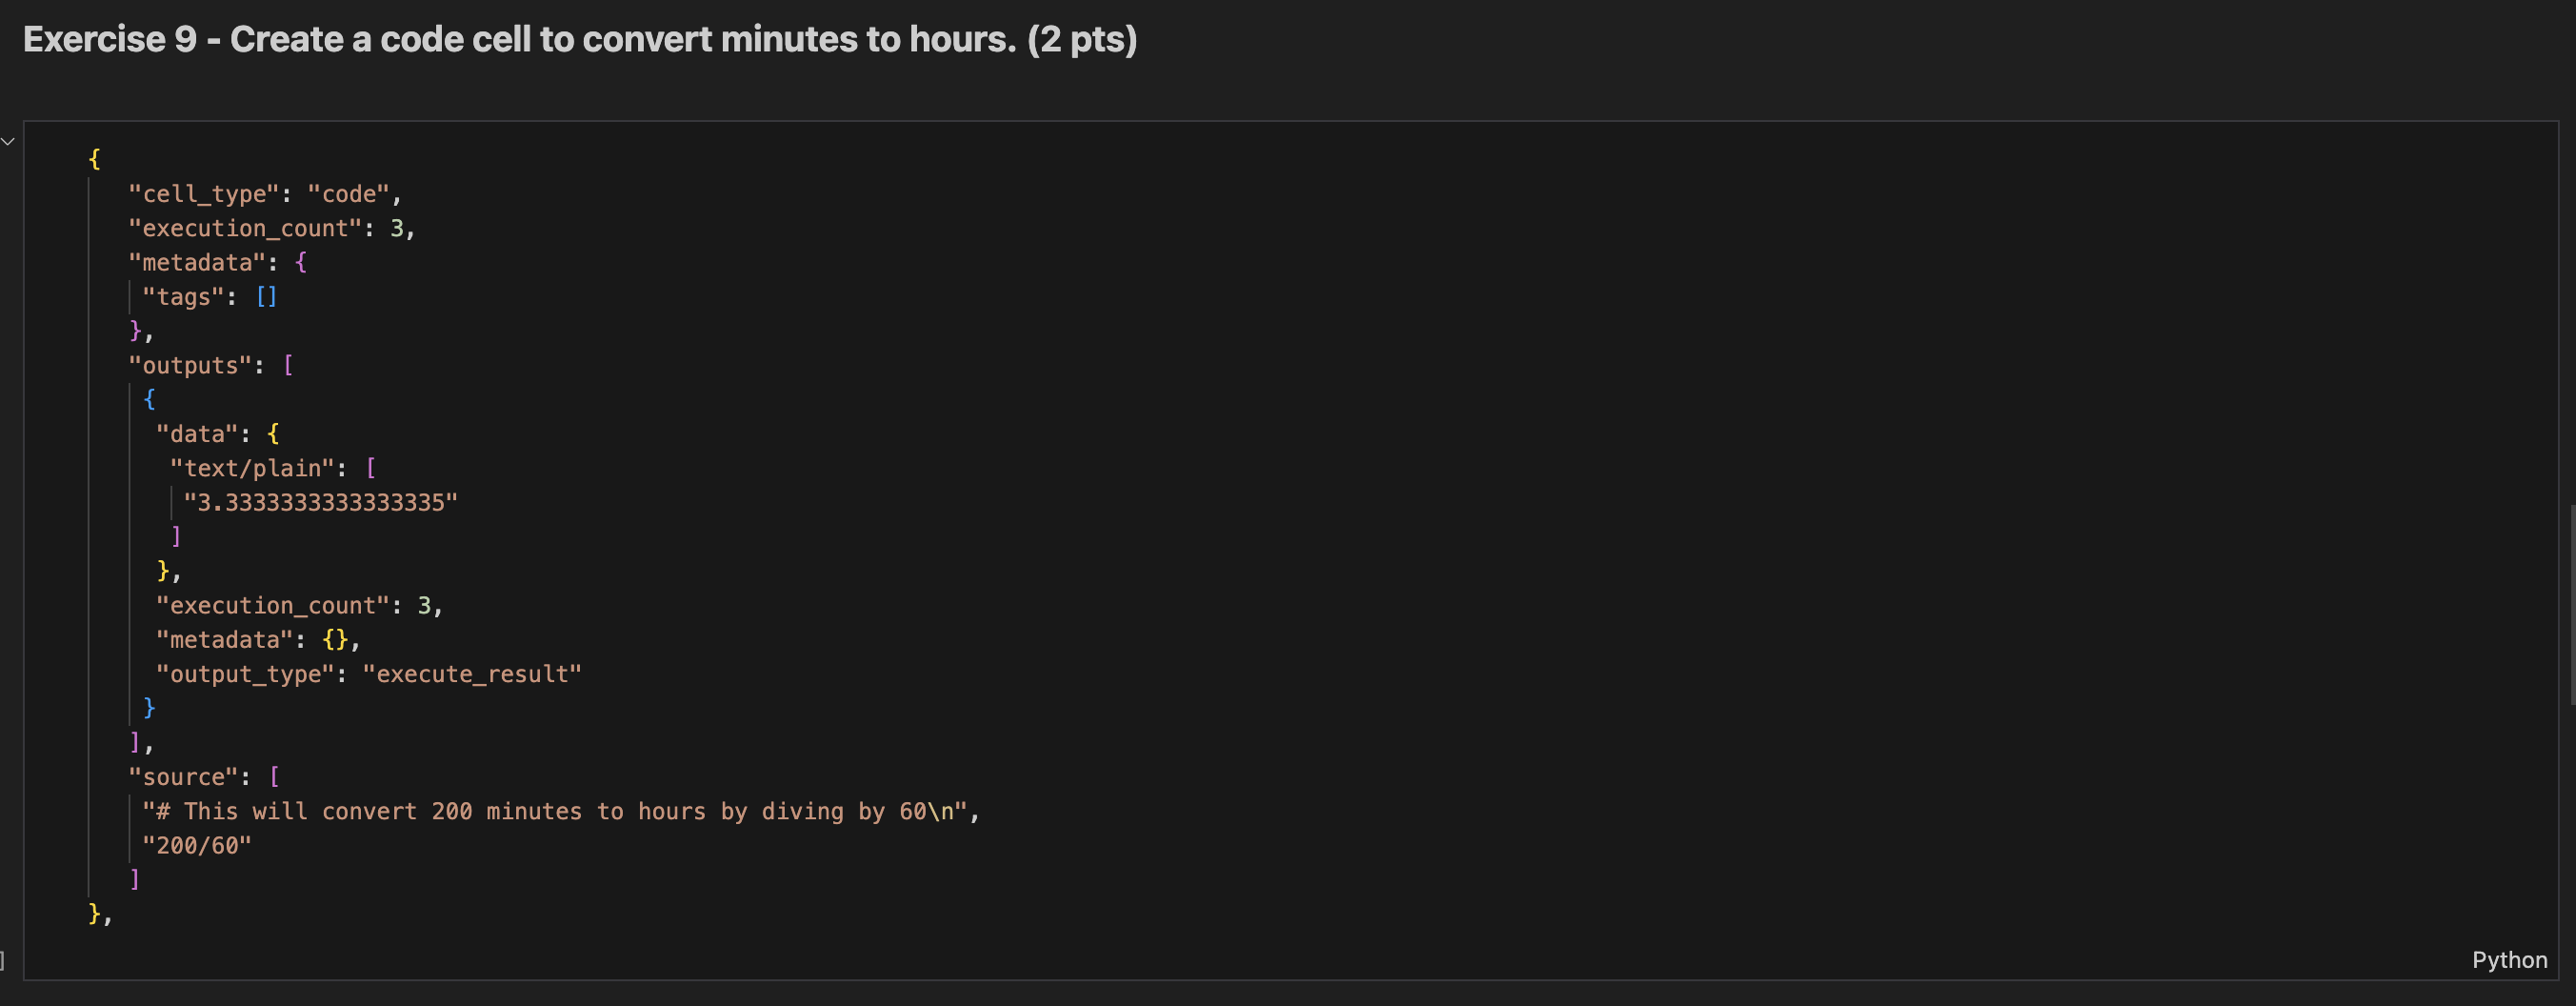 Exercise 9 - Create a code cell to convert minutes to hours. (2 pts)
{
"cell_type": "code",
"execution_count": 3,
"metadata": {
"tags": []
},
"outputs": [
{
"data": {
"text/plain": [
"3.3333333333333335"
]
},
"execution_count": 3,
"metadata": {},
"output_type": "execute_result"
}
],
"source": [
"# This will convert 200 minutes to hours by diving by 60\n",
"200/60"
]
},
]
Python